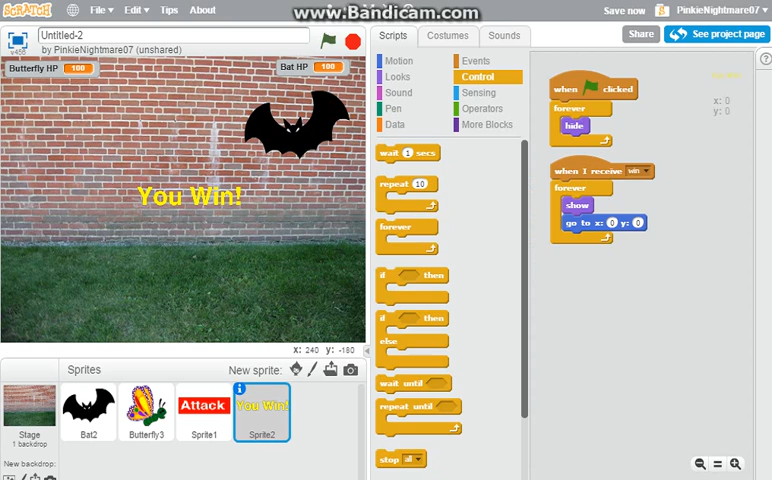 www.Bandicam.com
SCRATCH
File
Edit
Tips
About
Save now
PinkieNightmare07
v456
Untitled-2
by PinkieNightmare07 (unshared)
Scripts
Costumes
Sounds
Share
See project page
Butterfly HP 100
Bat HP 100
You Win!
Motion
Looks
Sound
Pen
Data
Events
Control
Sensing
Operators
More Blocks
wait 1 secs
repeat 10
forever
if then
if then
else
wait until
repeat until
stop all
when clicked
forever
hide
when I receive win
forever
show
go to x: 0 y: 0
x: 0
y: 0
x: 240 y: -180
Sprites
New sprite:
Stage
1 backdrop
New backdrop:
Bat2
Butterfly3
Attack
Sprite1
You Win!
Sprite2